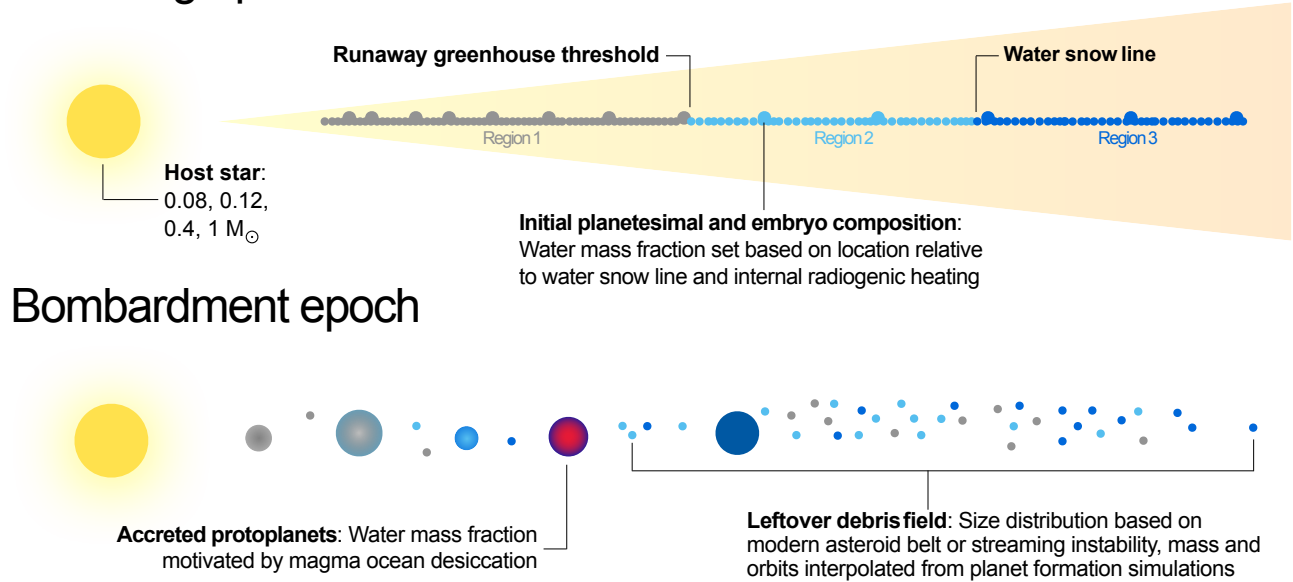 Runaway greenhouse threshold
Water snow line
Region 1
Region 2
Region 3
Host star:
0.08, 0.12,
0.4, 1 M☉
Initial planetesimal and embryo composition:
Water mass fraction set based on location relative
to water snow line and internal radiogenic heating
Bombardment epoch
Accreted protoplanets: Water mass fraction
motivated by magma ocean desiccation
Leftover debris field: Size distribution based on
modern asteroid belt or streaming instability, mass and
orbits interpolated from planet formation simulations